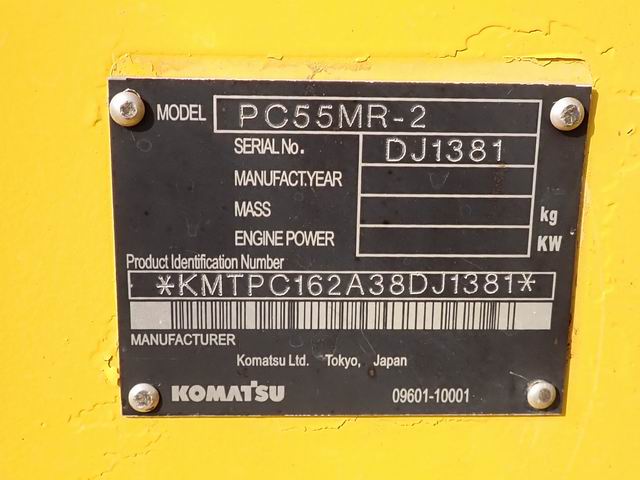 MODEL PC55MR-2
SERIAL No. DJ1381
MANUFACT.YEAR
MASS kg
ENGINE POWER KW
Product Identification Number
*KMTPC162A38DJ1381*
MANUFACTURER
Komatsu Ltd. Tokyo, Japan
KOMATSU 09601-10001